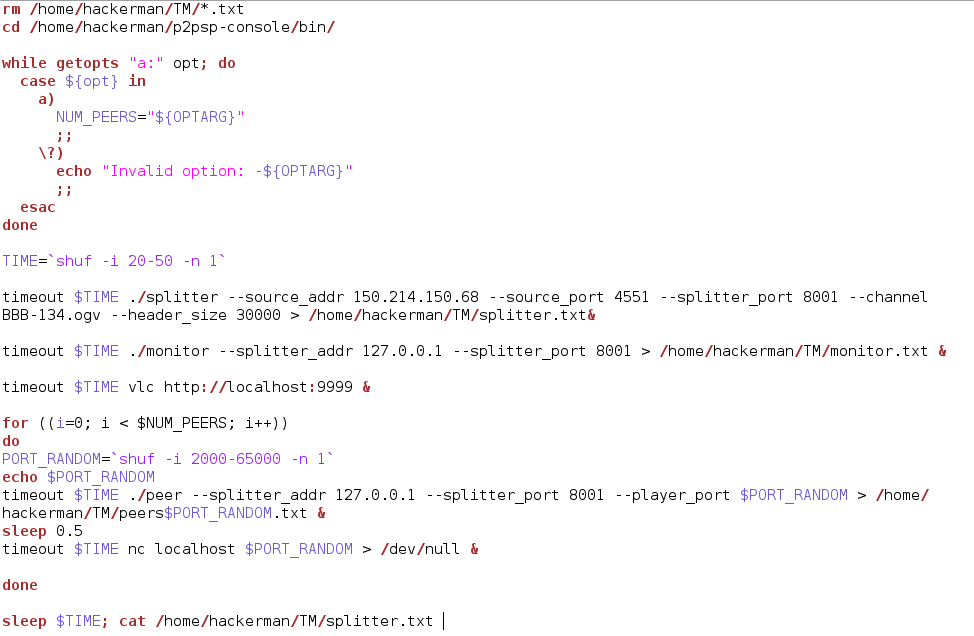 rm /home/hackerman/TM/*.txt
cd /home/hackerman/p2psp-console/bin/
while getopts "a:" opt; do
  case ${opt} in
    a)
      NUM_PEERS="${OPTARG}"
      ;;
    \?)
      echo "Invalid option: -${OPTARG}"
      ;;
  esac
done
TIME=`shuf -i 20-50 -n 1`
timeout $TIME ./splitter --source_addr 150.214.150.68 --source_port 4551 --splitter_port 8001 --channel
BBB-134.ogv --header_size 30000 > /home/hackerman/TM/splitter.txt&
timeout $TIME ./monitor --splitter_addr 127.0.0.1 --splitter_port 8001 > /home/hackerman/TM/monitor.txt &
timeout $TIME vlc http://localhost:9999 &
for ((i=0; i < $NUM_PEERS; i++))
do
PORT_RANDOM=`shuf -i 2000-65000 -n 1`
echo $PORT_RANDOM
timeout $TIME ./peer --splitter_addr 127.0.0.1 --splitter_port 8001 --player_port $PORT_RANDOM > /home/
hackerman/TM/peers$PORT_RANDOM.txt &
sleep 0.5
timeout $TIME nc localhost $PORT_RANDOM > /dev/null &
done
sleep $TIME; cat /home/hackerman/TM/splitter.txt